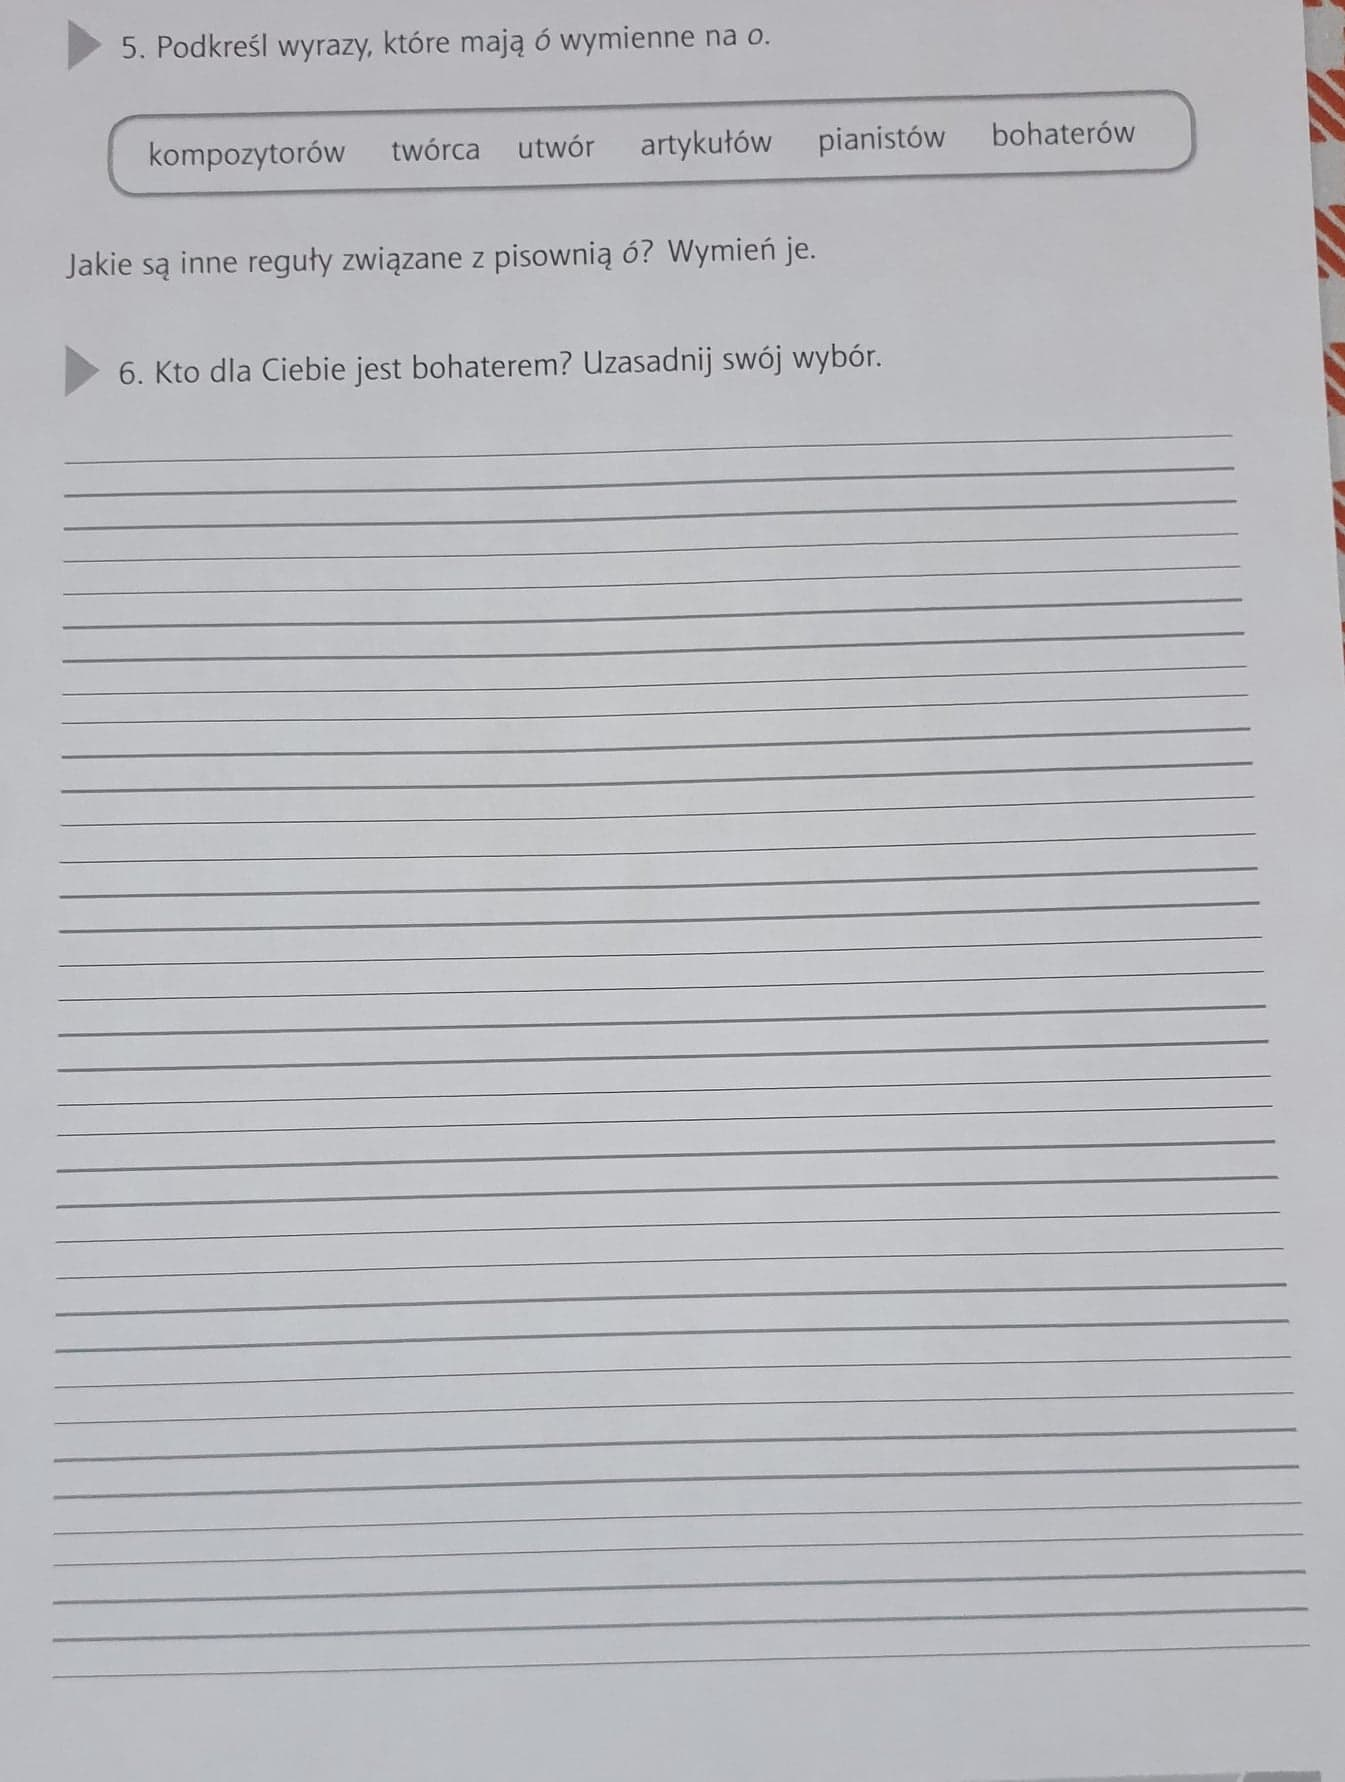 5. Podkreśl wyrazy, które mają ó wymienne na o.
kompozytorów twórca utwór artykułów pianistów bohaterów
Jakie są inne reguły związane z pisownią ó? Wymień je.
6. Kto dla Ciebie jest bohaterem? Uzasadnij swój wybór.